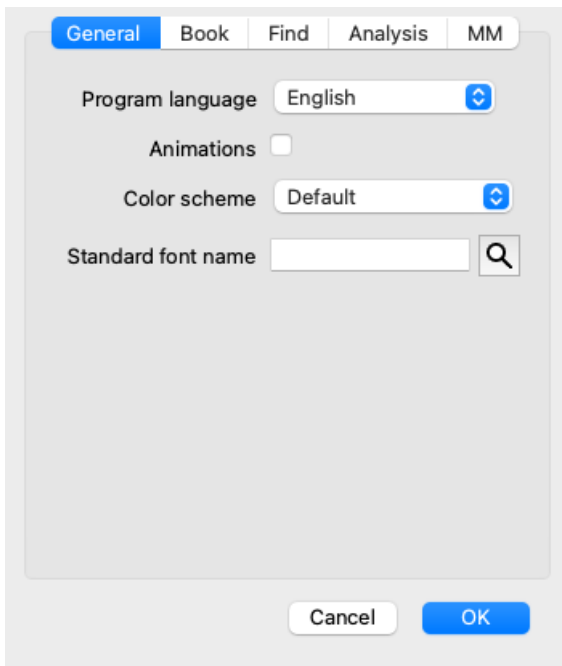 General Book Find Analysis MM
Program language English
Animations
Color scheme Default
Standard font name
Cancel OK